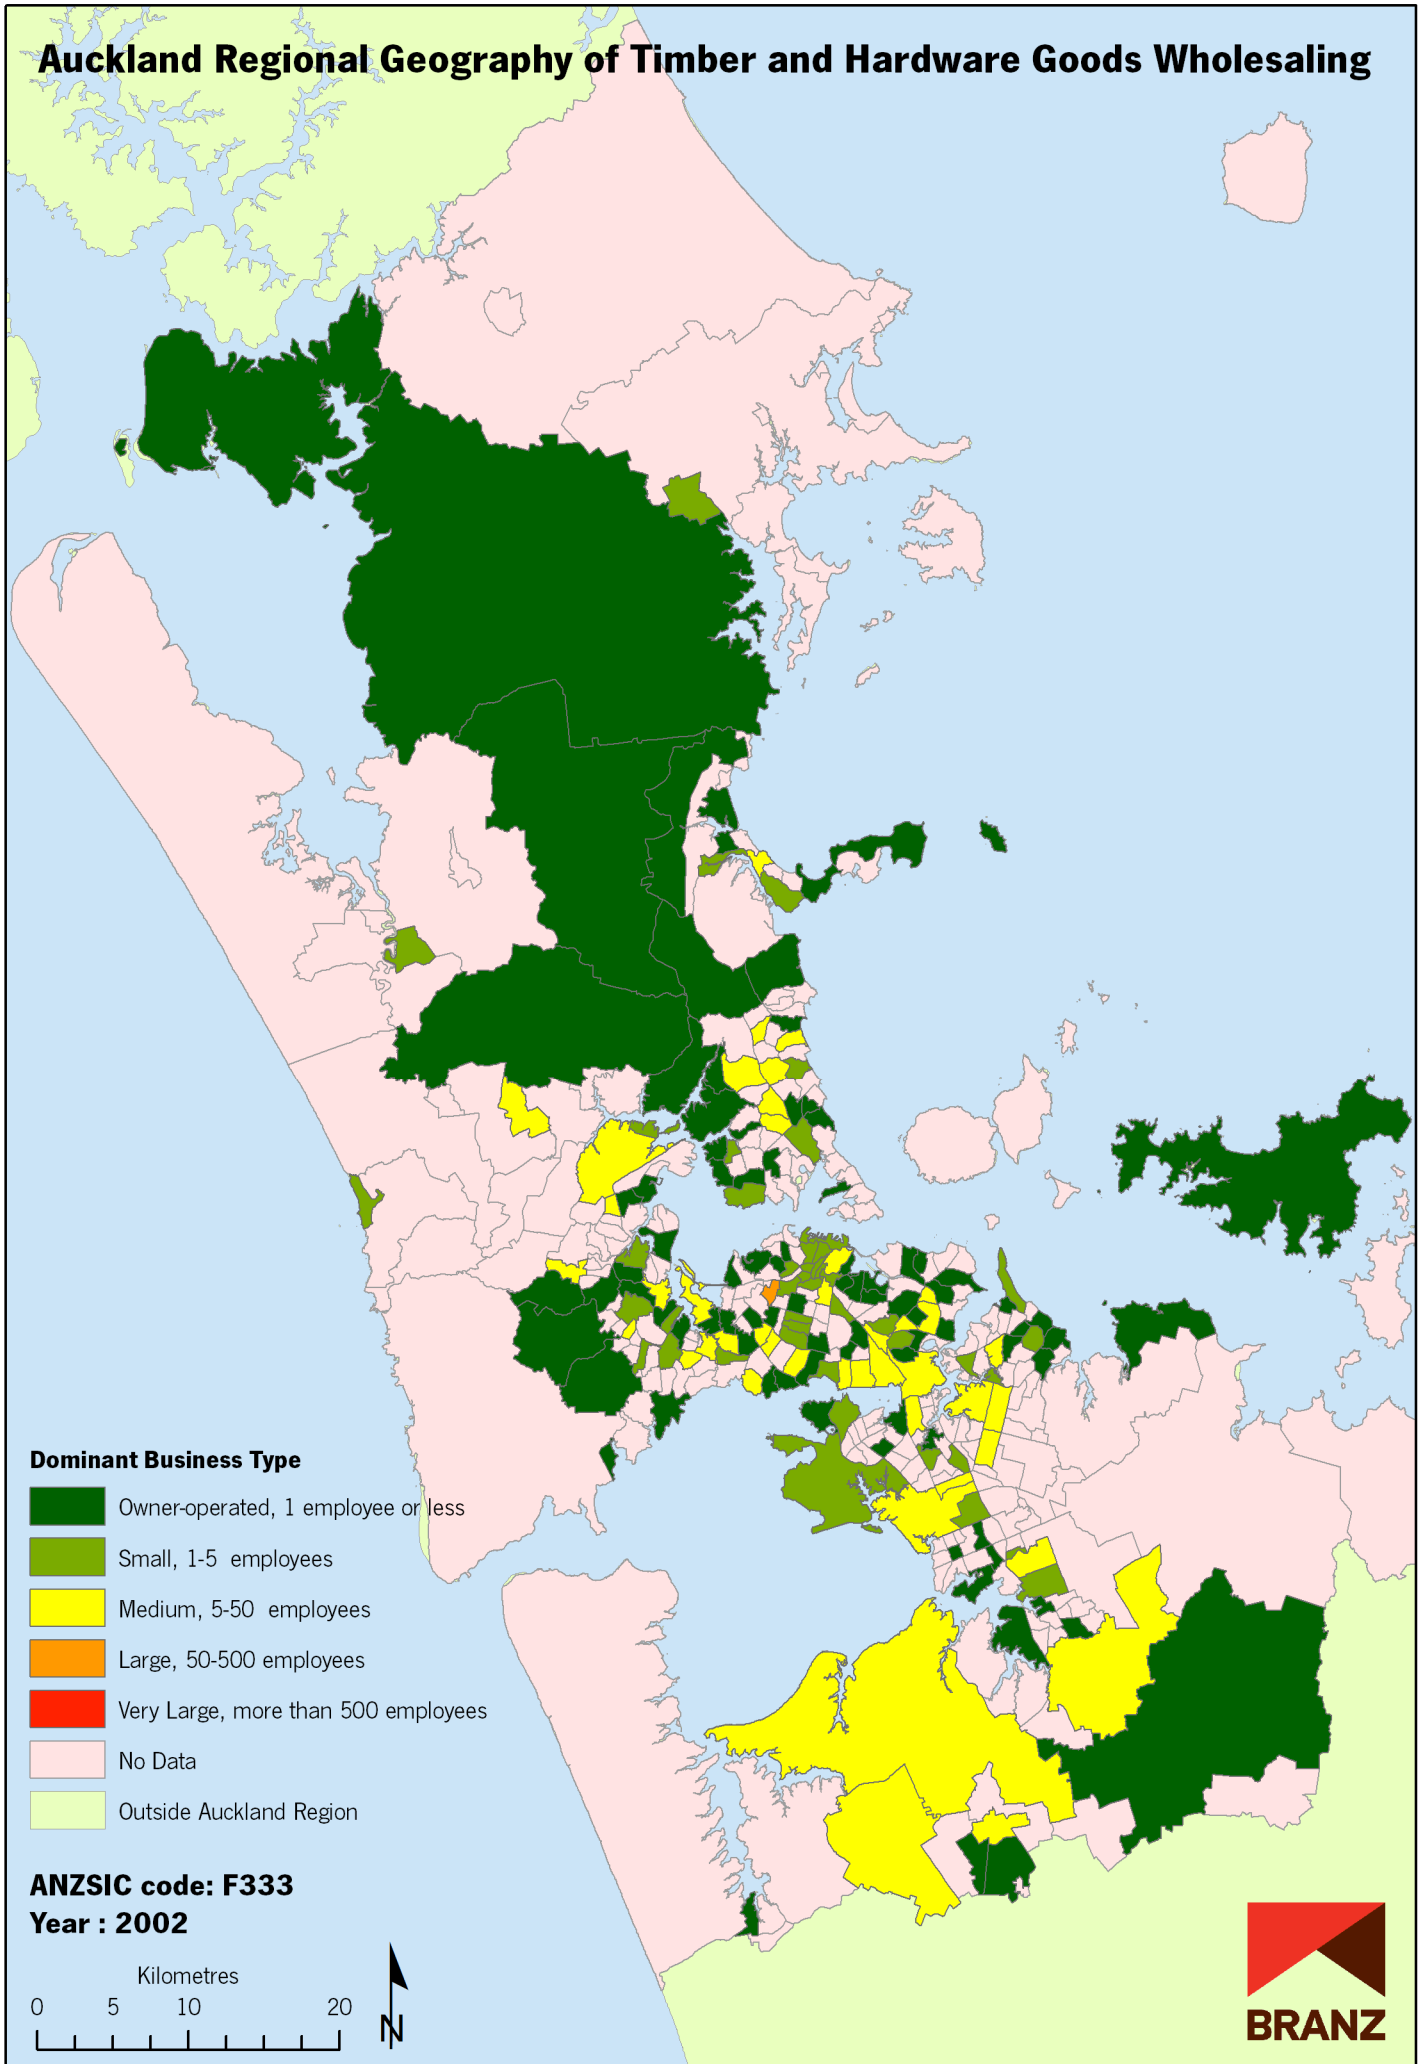 Auckland Regional Geography of Timber and Hardware Goods Wholesaling
Dominant Business Type
Owner-operated, 1 employee or less
Small, 1-5 employees
Medium, 5-50 employees
Large, 50-500 employees
Very Large, more than 500 employees
No Data
Outside Auckland Region
ANZSIC code: F333
Year : 2002
Kilometres
0 5 10 20
N
BRANZ